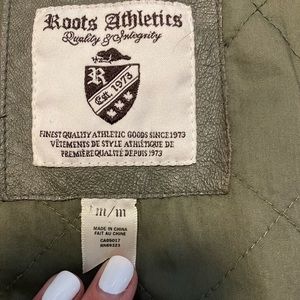 Roots Athletics
Quality & Integrity
R
Est. 1973
FINEST QUALITY ATHLETIC GOODS SINCE 1973
VÊTEMENTS DE STYLE ATHLÉTIQUE DE
PREMIÈRE QUALITÉ DEPUIS 1973
m/m
MADE IN CHINA
FAIT AU CHINE
CA05017